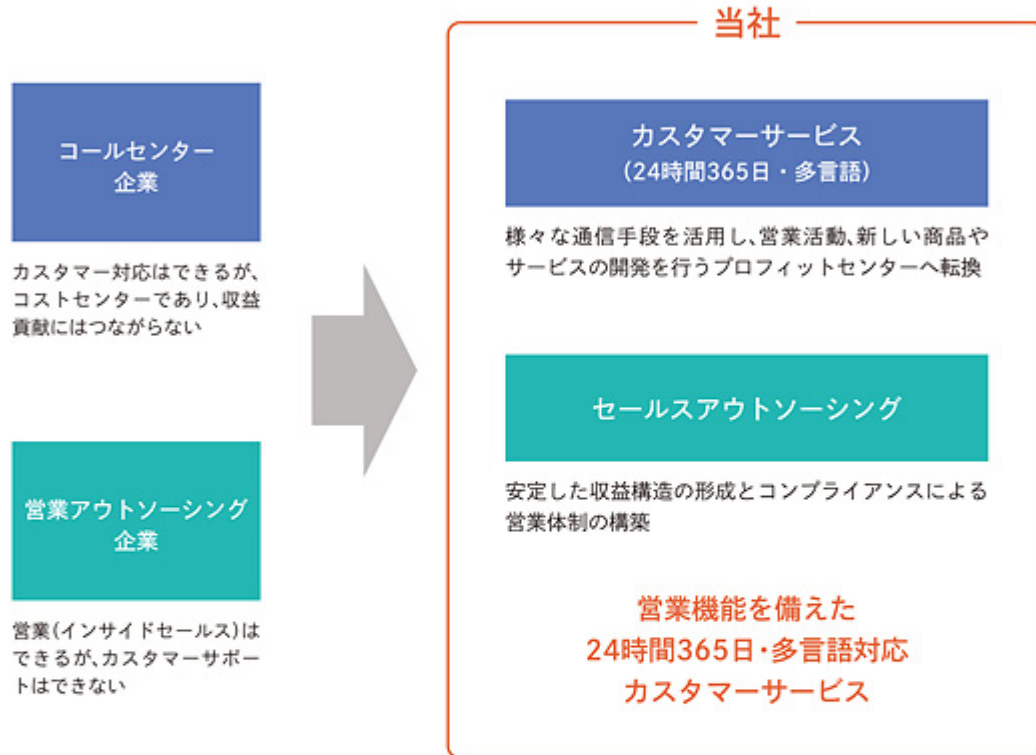 コールセンター
企業
カスタマー対応はできるが、
コストセンターであり、収益
貢献にはつながらない
営業アウトソーシング
企業
営業(インサイドセールス)は
できるが、カスタマーサポー
トはできない
当社
カスタマーサービス
(24時間365日・多言語)
様々な通信手段を活用し、営業活動、新しい商品や
サービスの開発を行うプロフィットセンターへ転換
セールスアウトソーシング
安定した収益構造の形成とコンプライアンスによる
営業体制の構築
営業機能を備えた
24時間365日・多言語対応
カスタマーサービス